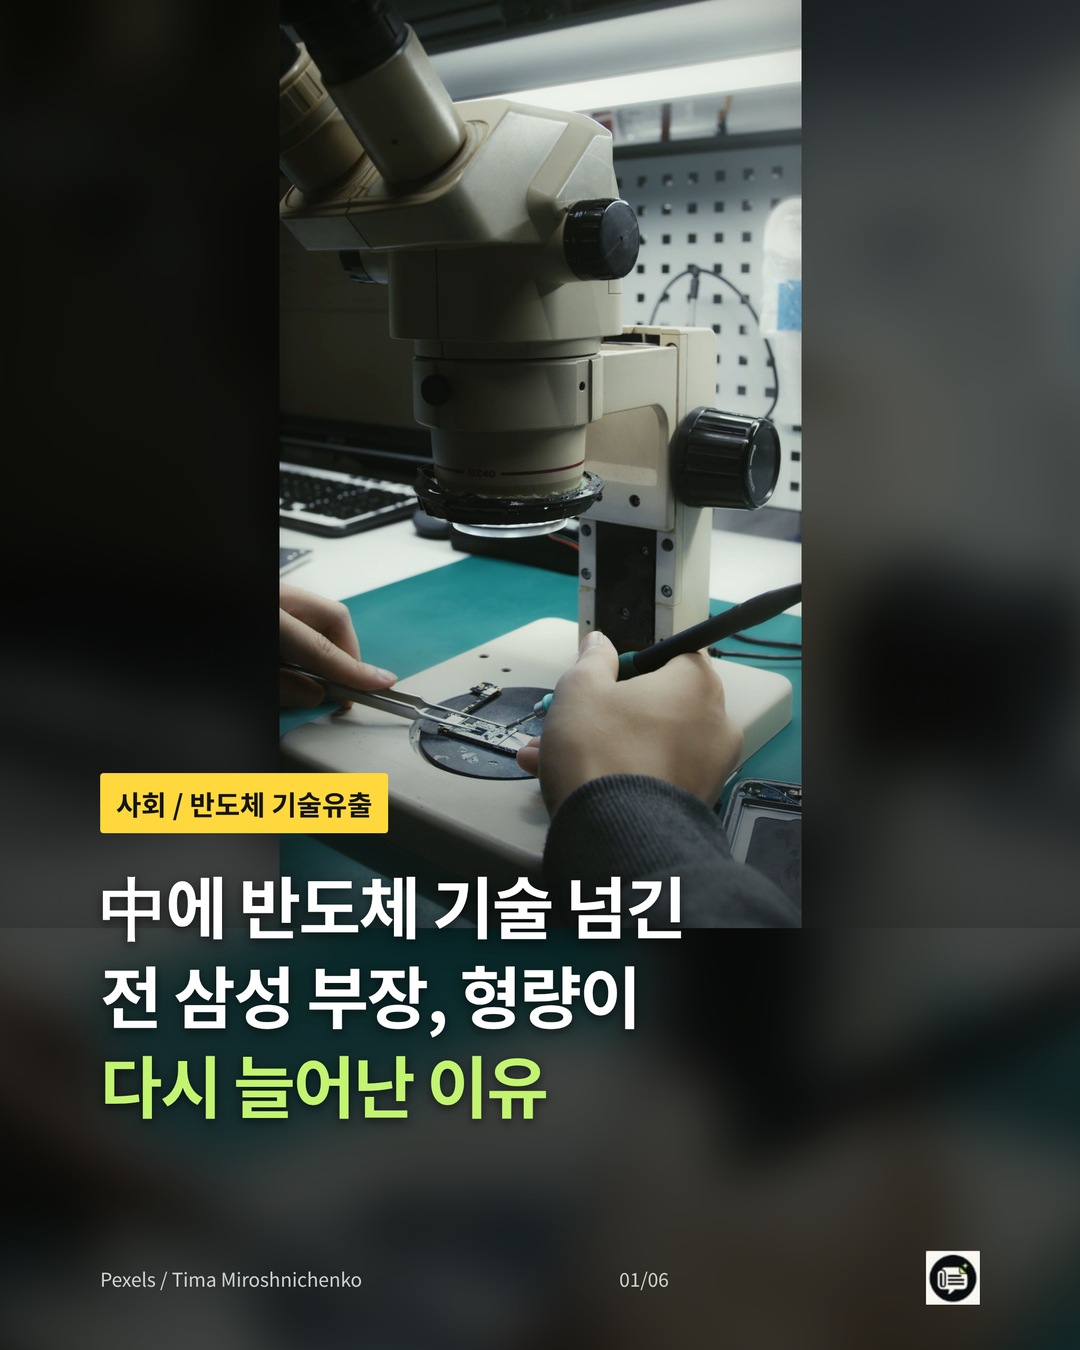 사회 / 반도체 기술유출
中에 반도체 기술 넘긴
전 삼성 부장, 형량이
다시 늘어난 이유
Pexels / Tima Miroshnichenko
01/06